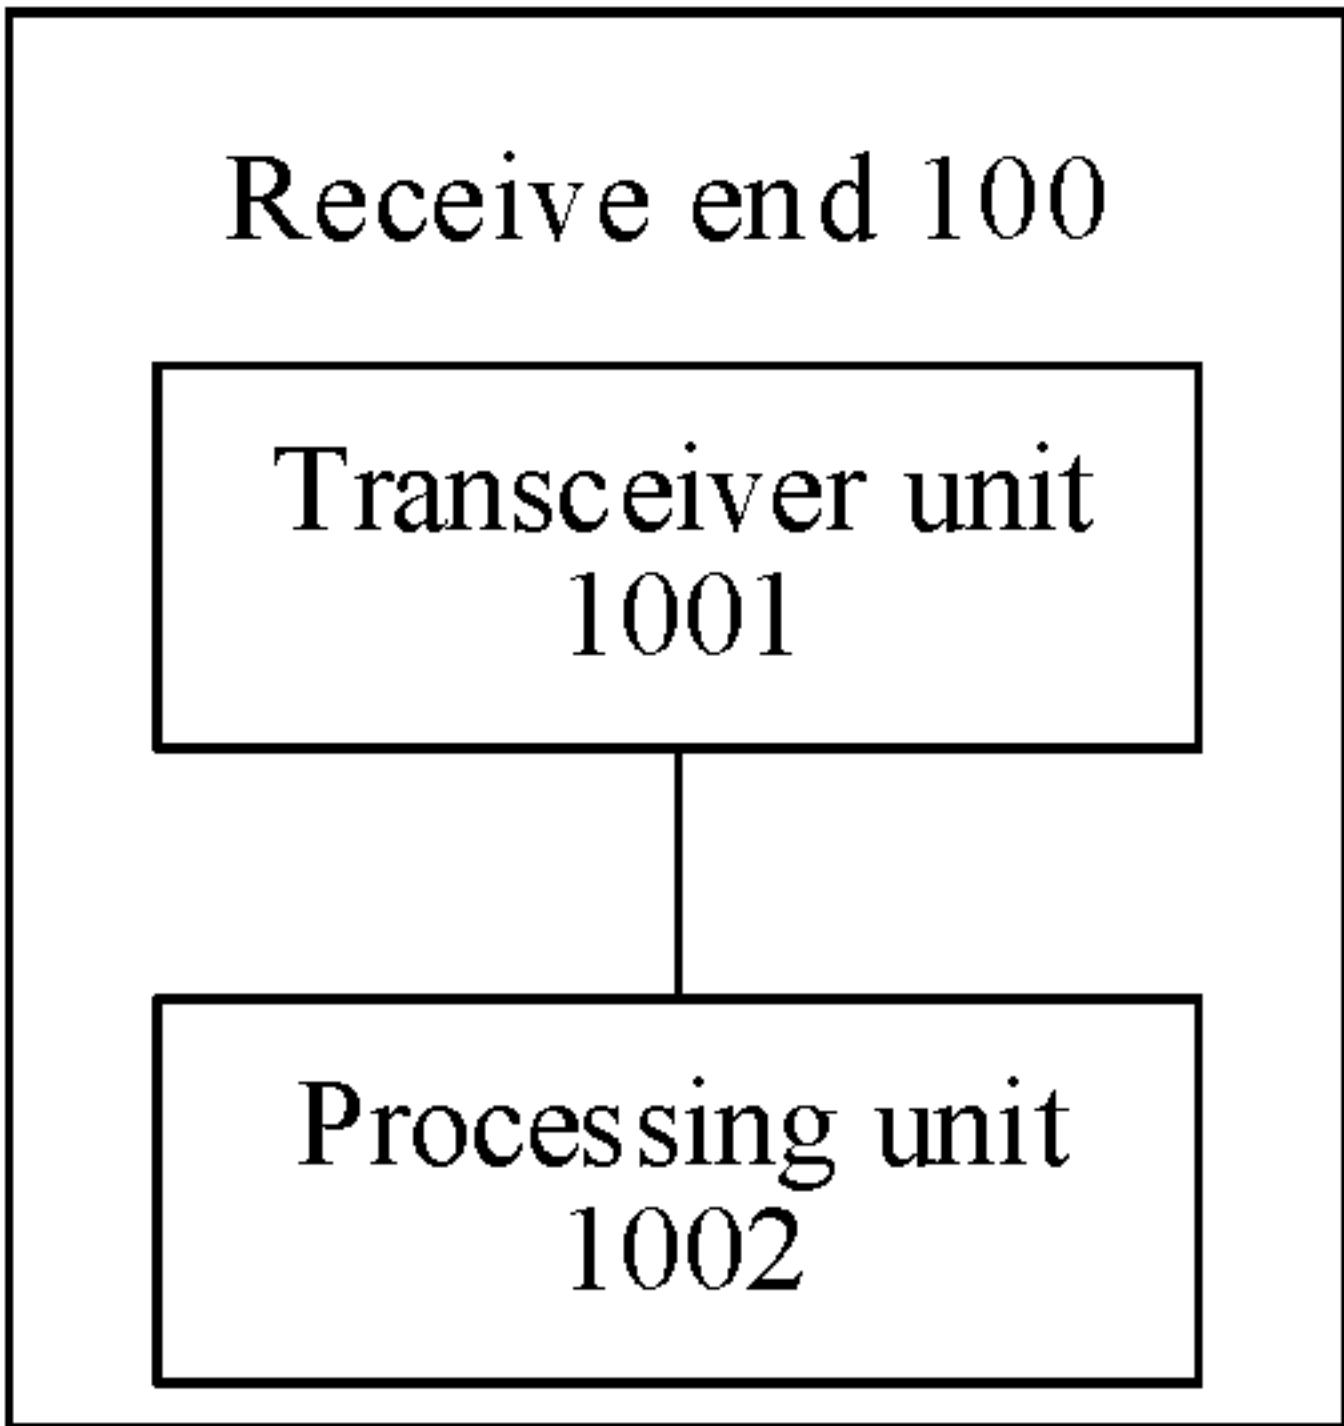 Receive end 100
Transceiver unit
1001
Processing unit
1002